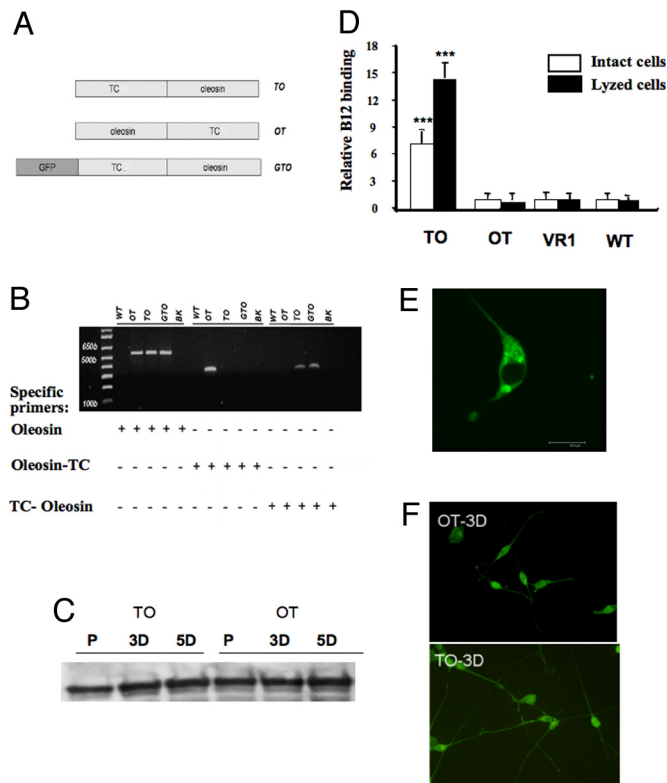 A
TC oleosin TO
oleosin TC OT
GFP TC oleosin GTO
B
WT OT TO GTO BK WT OT TO GTO BK WT OT TO GTO BK
650b
500b
100b
Specific
primers:
Oleosin + + + + + - - - - - - - - - -
Oleosin-TC - - - - - + + + + + - - - - -
TC- Oleosin - - - - - - - - - - + + + + +
C
TO OT
P 3D 5D P 3D 5D
D
Relative B12 binding
18
15
12
9
6
3
0
*** ***
Intact cells
Lyzed cells
TO OT VR1 WT
E
F
OT-3D
TO-3D